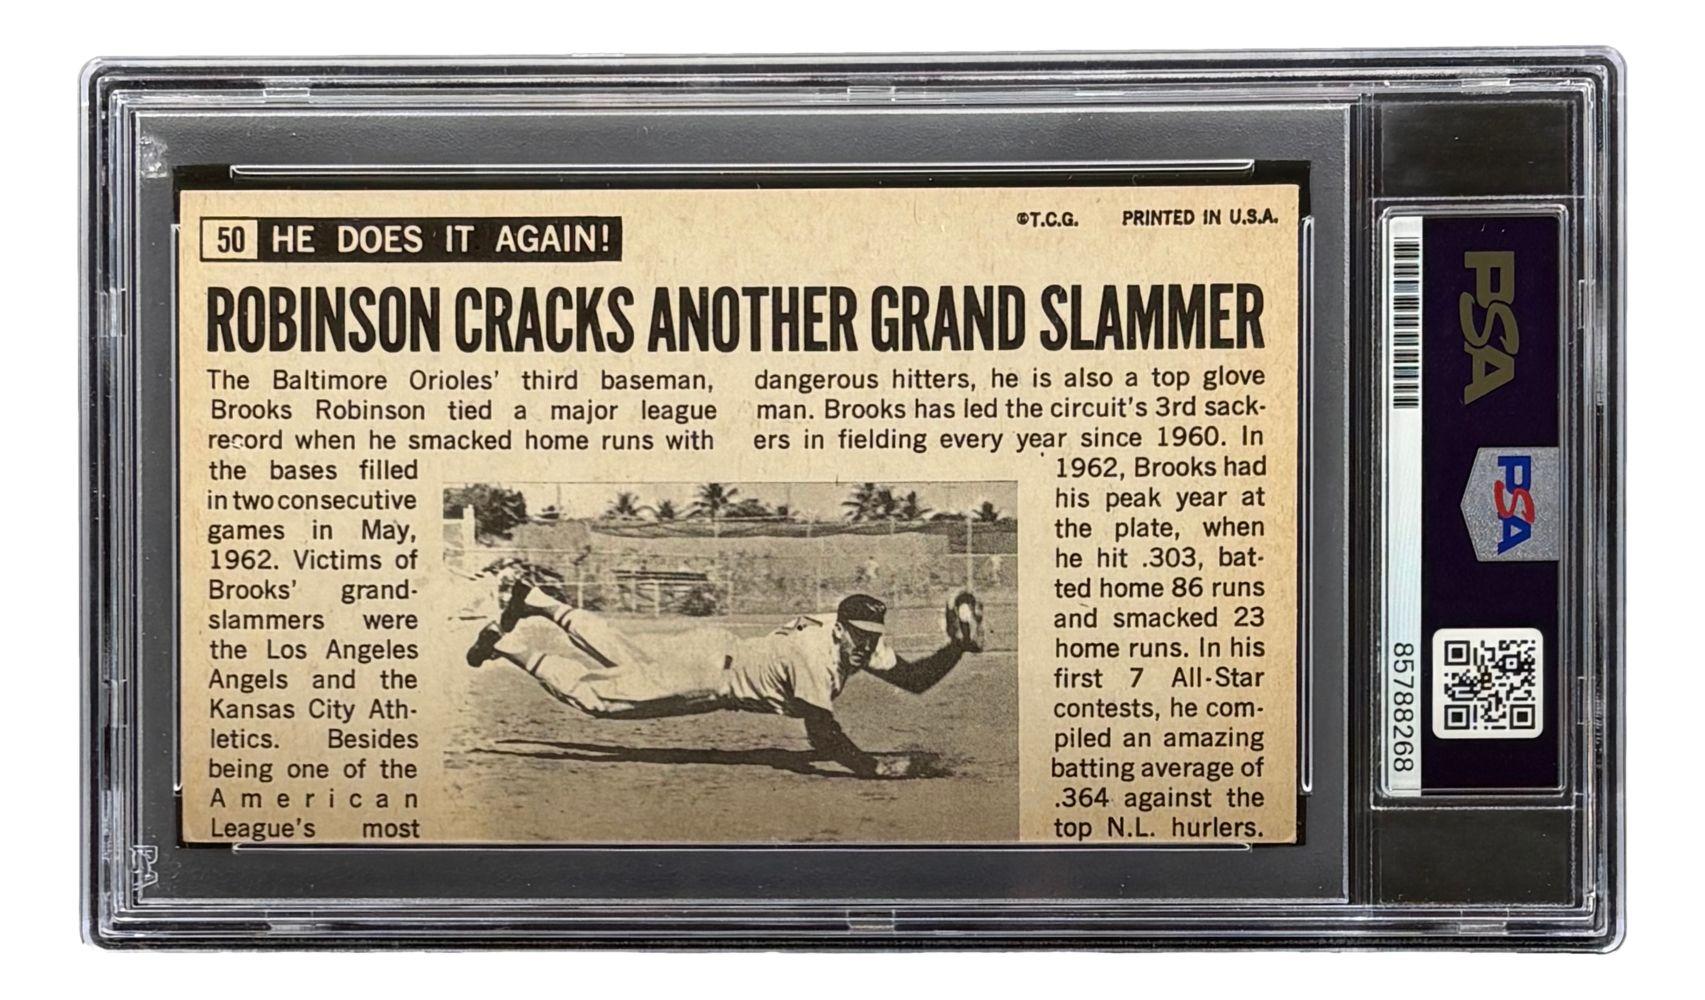 50 HE DOES IT AGAIN!
©T.C.G. PRINTED IN U.S.A.
ROBINSON CRACKS ANOTHER GRAND SLAMMER
The Baltimore Orioles' third baseman,
Brooks Robinson tied a major league
record when he smacked home runs with
the bases filled
in two consecutive
games in May,
1962. Victims of
Brooks' grand-
slammers were
the Los Angeles
Angels and the
Kansas City Ath-
letics. Besides
being one of the
American
League's most
dangerous hitters, he is also a top glove
man. Brooks has led the circuit's 3rd sack-
ers in fielding every year since 1960. In
1962, Brooks had
his peak year at
the plate, when
he hit .303, bat-
ted home 86 runs
and smacked 23
home runs. In his
first 7 All-Star
contests, he com-
piled an amazing
batting average of
.364 against the
top N.L. hurlers.
PSA
PSA
85788268
PSA